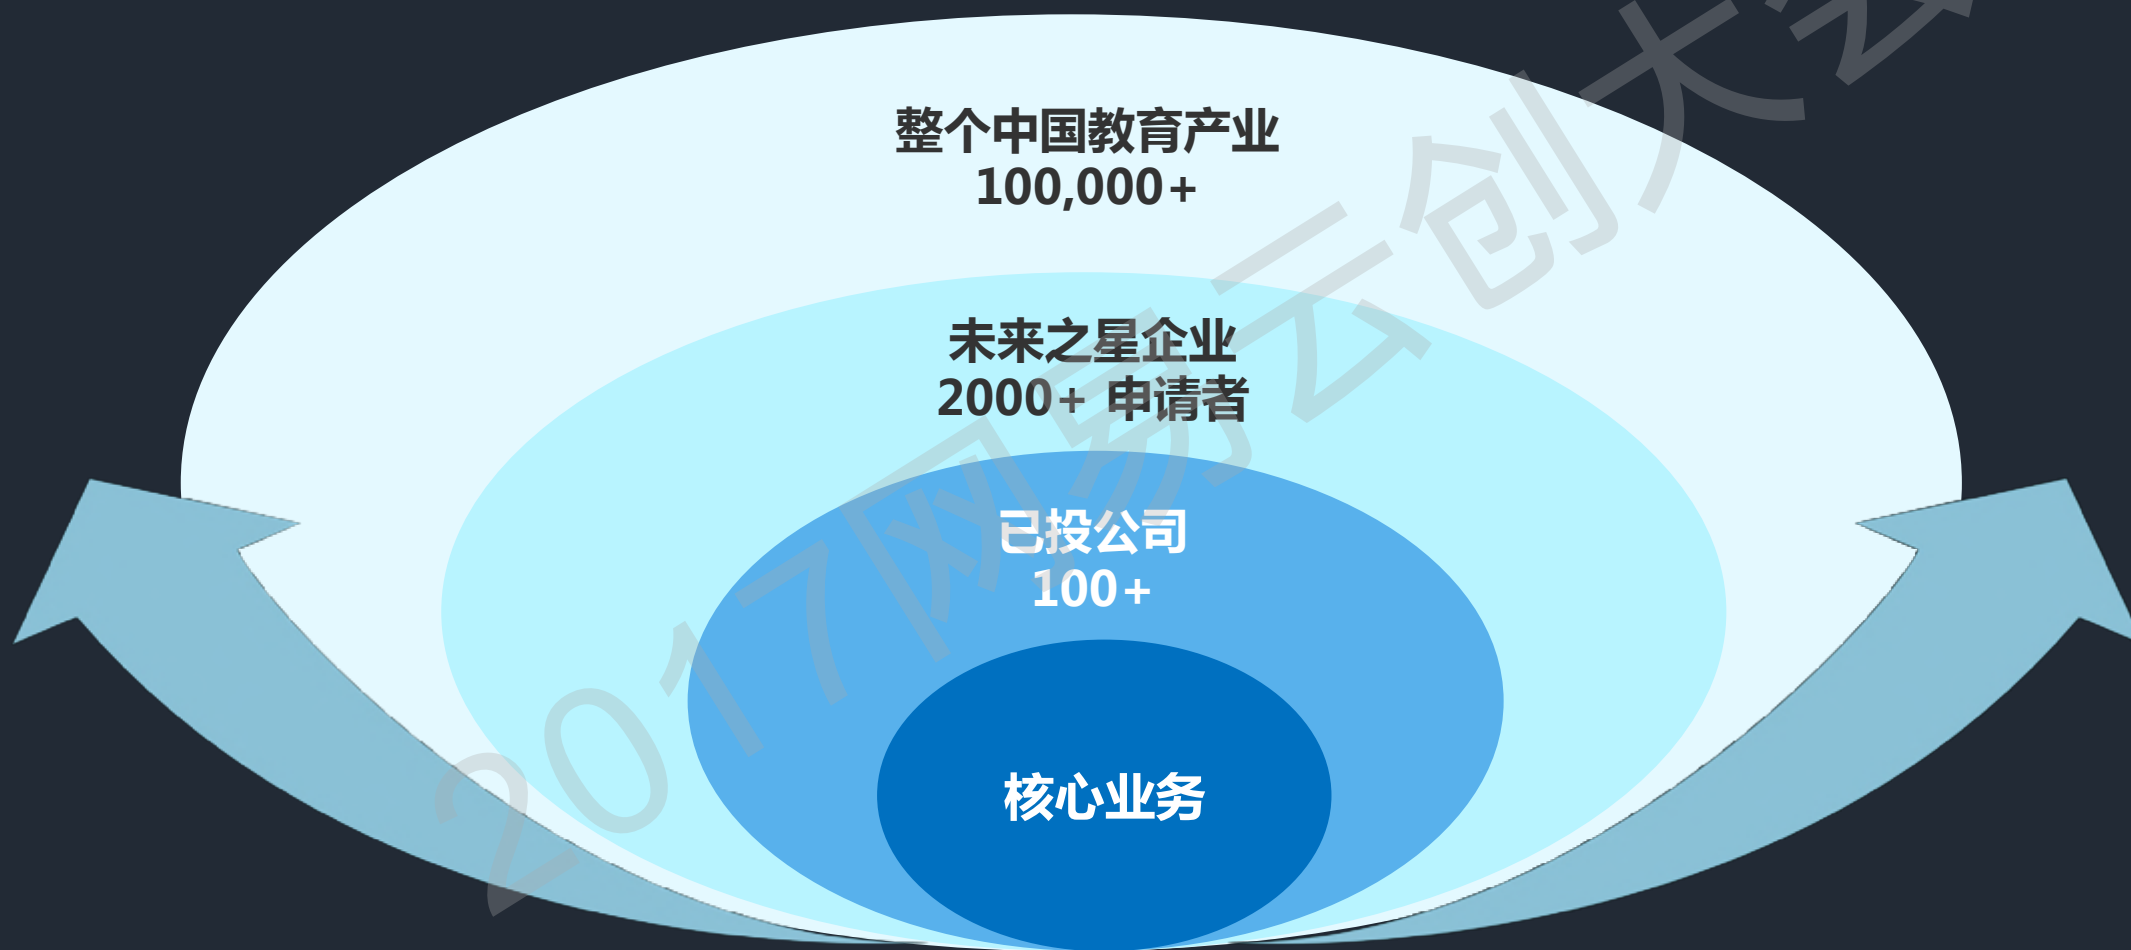 整个中国教育产业
100,000+
未来之星企业
2000+ 申请者
已投公司
100+
核心业务
2017网易云创大会